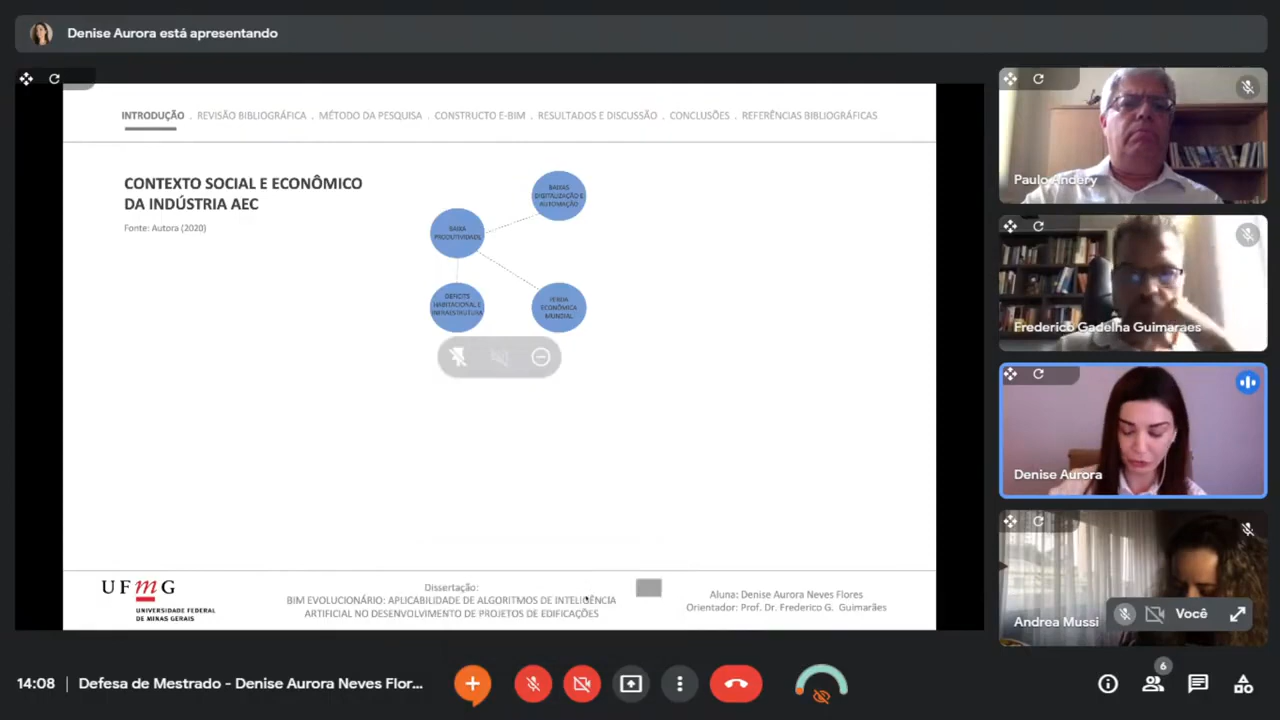 Denise Aurora está apresentando
INTRODUÇÃO . REVISÃO BIBLIOGRÁFICA . MÉTODO DA PESQUISA . CONSTRUCTO E-BIM . RESULTADOS E DISCUSSÃO . CONCLUSÕES . REFERÊNCIAS BIBLIOGRÁFICAS
CONTEXTO SOCIAL E ECONÔMICO
DA INDÚSTRIA AEC
Fonte: Autora (2020)
BAIXAS
DIGITALIZAÇÃO E
AUTOMAÇÃO
BAIXA
PRODUTIVIDADE
DEFICITS
HABITACIONAL E
INFRAESTRUTURA
PERDA
ECONÔMICA
MUNDIAL
UFmG
UNIVERSIDADE FEDERAL
DE MINAS GERAIS
Dissertação:
BIM EVOLUCIONÁRIO: APLICABILIDADE DE ALGORITMOS DE INTELIGÊNCIA
ARTIFICIAL NO DESENVOLVIMENTO DE PROJETOS DE EDIFICAÇÕES
Aluna: Denise Aurora Neves Flores
Orientador: Prof. Dr. Frederico G. Guimarães
Paulo Andery
Frederico Gadelha Guimaraes
Denise Aurora
Andrea Mussi
Você
14:08 | Defesa de Mestrado - Denise Aurora Neves Flor...
6